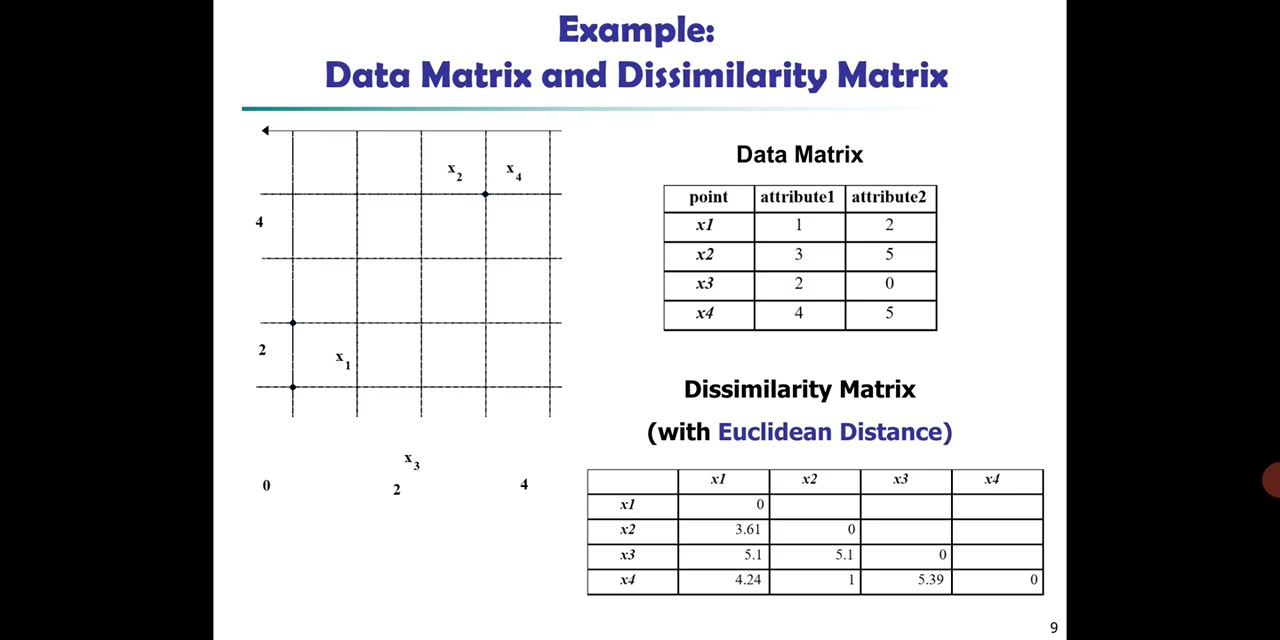 Example:
Data Matrix and Dissimilarity Matrix
x2 x4
4
2
x1
x3
0 2 4
Data Matrix
point attribute1 attribute2
x1 1 2
x2 3 5
x3 2 0
x4 4 5
Dissimilarity Matrix
(with Euclidean Distance)
x1 x2 x3 x4
x1 0
x2 3.61 0
x3 5.1 5.1 0
x4 4.24 1 5.39 0
9